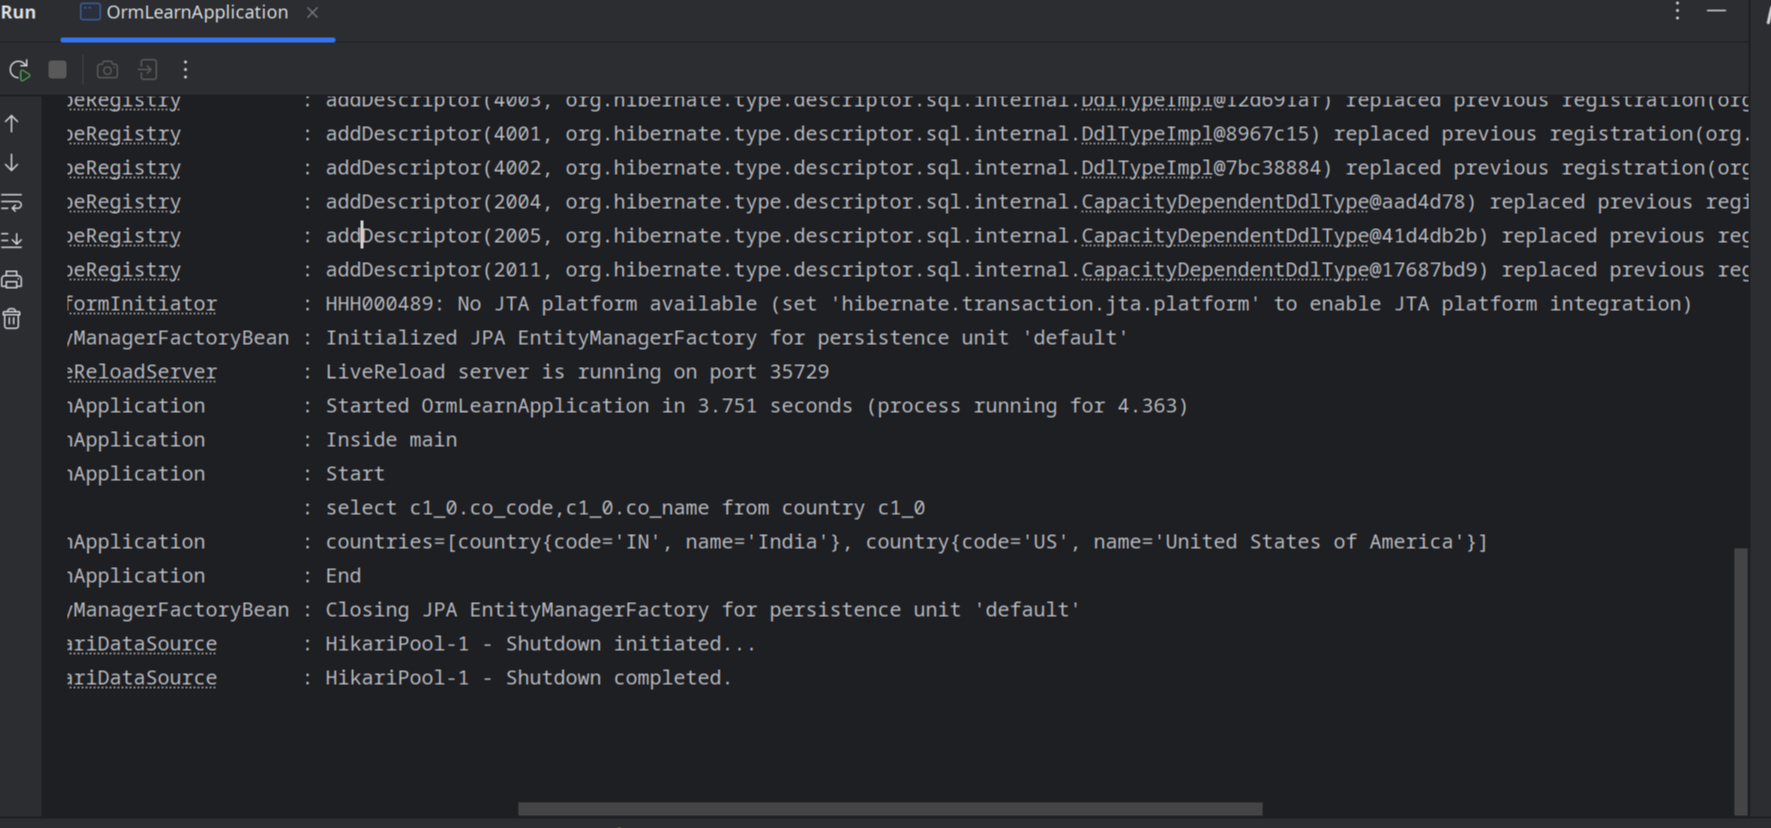 Run OrmLearnApplication
peRegistry : addDescriptor(4003, org.hibernate.type.descriptor.sql.internal.DdlTypeImpl@12d691af) replaced previous registration(org
peRegistry : addDescriptor(4001, org.hibernate.type.descriptor.sql.internal.DdlTypeImpl@8967c15) replaced previous registration(org.
peRegistry : addDescriptor(4002, org.hibernate.type.descriptor.sql.internal.DdlTypeImpl@7bc38884) replaced previous registration(org
peRegistry : addDescriptor(2004, org.hibernate.type.descriptor.sql.internal.CapacityDependentDdlType@aad4d78) replaced previous regi
peRegistry : addDescriptor(2005, org.hibernate.type.descriptor.sql.internal.CapacityDependentDdlType@41d4db2b) replaced previous reg
peRegistry : addDescriptor(2011, org.hibernate.type.descriptor.sql.internal.CapacityDependentDdlType@17687bd9) replaced previous reg
formInitiator : HHH000489: No JTA platform available (set 'hibernate.transaction.jta.platform' to enable JTA platform integration)
yManagerFactoryBean : Initialized JPA EntityManagerFactory for persistence unit 'default'
eReloadServer : LiveReload server is running on port 35729
nApplication : Started OrmLearnApplication in 3.751 seconds (process running for 4.363)
nApplication : Inside main
nApplication : Start
: select c1_0.co_code,c1_0.co_name from country c1_0
nApplication : countries=[country{code='IN', name='India'}, country{code='US', name='United States of America'}]
nApplication : End
yManagerFactoryBean : Closing JPA EntityManagerFactory for persistence unit 'default'
ariDataSource : HikariPool-1 - Shutdown initiated...
ariDataSource : HikariPool-1 - Shutdown completed.